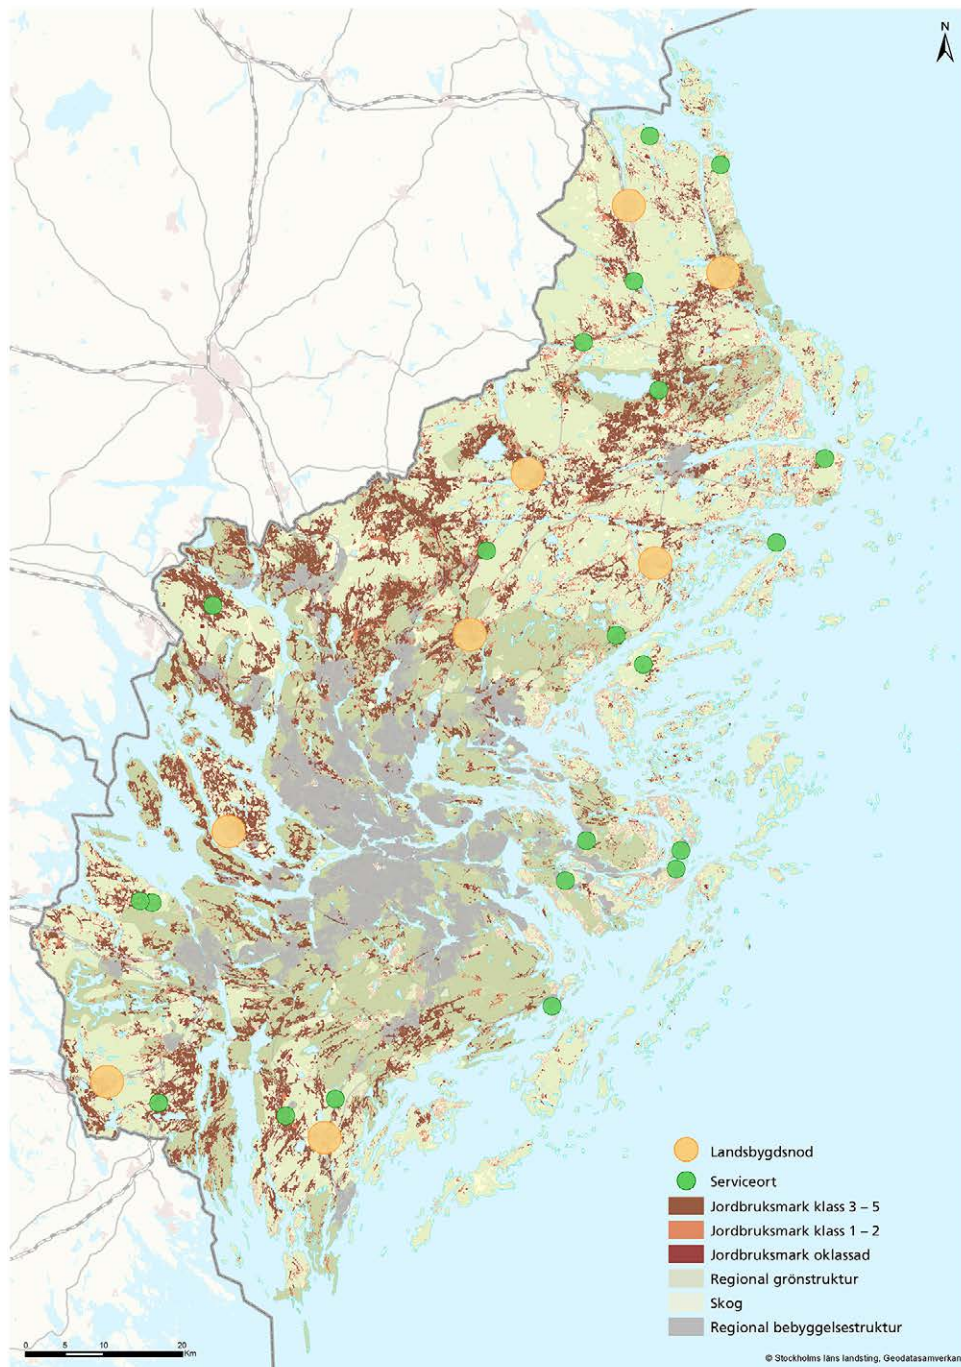 N
Landsbygdsnod
Serviceort
Jordbruksmark klass 3 – 5
Jordbruksmark klass 1 – 2
Jordbruksmark oklassad
Regional grönstruktur
Skog
Regional bebyggelsestruktur
0 5 10 20
Km
© Stockholms läns landsting, Geodatasamverkan